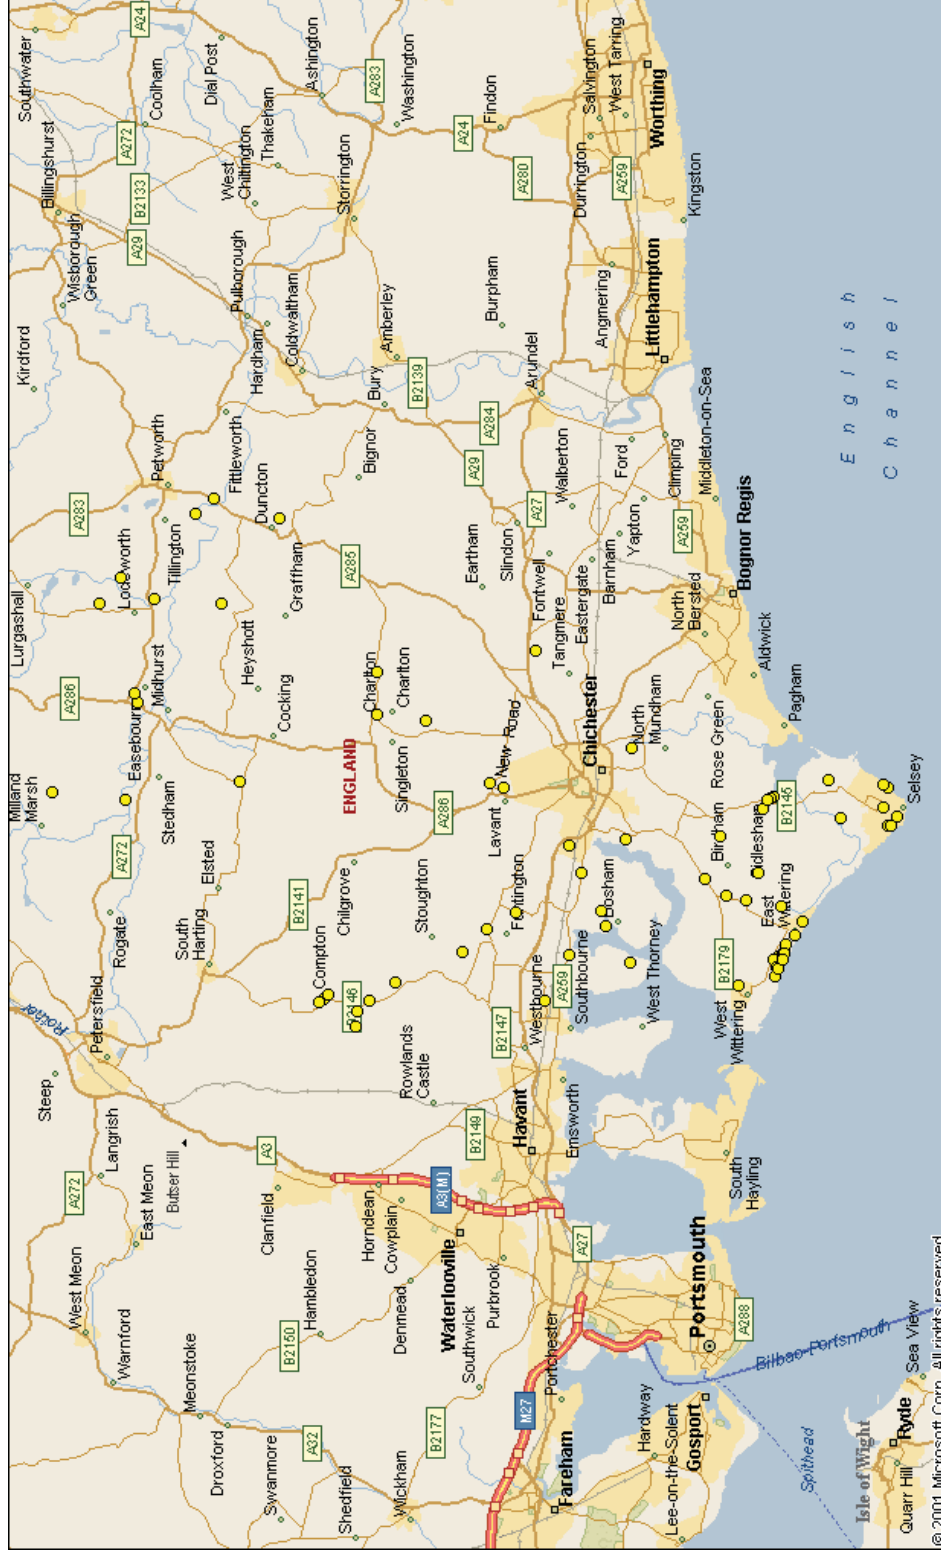 Southwater
A24
Billingshurst
Coolham
Dial Post
Ashington
A283
Washington
A272
B2133
Thakeham
West
Chiltington
Storrington
Findon
A24
A280
Salvington
West Tarring
Durrington
A259
Worthing
Kingston
Wisborough
Green
A29
Kirdford
Pulborough
Hardham
Coldwaltham
Amberley
Burpham
Angmering
Littlehampton
Bury
B2139
Arundel
A284
A29
Bignor
Fittleworth
Petworth
A283
Duncton
Tillington
Lurgashall
Graffham
A285
Eartham
Slindon
A27
Walberton
Ford
Climping
Middleton-on-Sea
Yapton
Barnham
Eastergate
Fontwell
Tangmere
A259
Bognor Regis
North
Bersted
Aldwick
Pagham
Rose Green
North
Mundham
Chichester
Heyshott
Cocking
Midhurst
A286
Milland
Marsh
Stedham
A272
ENGLAND
Charlton
Charlton
Singleton
New Road
Lavant
A286
Elsted
B2141
Chilgrove
Stoughton
Rogate
South
Harting
Compton
B2146
Petersfield
Rother
Steep
Langrish
A272
East Meon
West Meon
Warnford
Butser Hill
A3
Clanfield
Horndean
A3(M)
Cowplain
Rowlands
Castle
B2149
Havant
Emsworth
B2147
Westbourne
A259
Southbourne
Bosham
West Thorney
B2179
West
Wittering
East
B2145
Selsey
South
Hayling
Hambledon
B2150
Denmead
Waterlooville
Purbrook
Southwick
A27
Portsmouth
A288
Portchester
M27
Meonstoke
Droxford
A32
Swanmore
Shedfield
Wickham
B2177
Fareham
Hardway
Gosport
Lee-on-the-Solent
Spithead
Bilbao-Portsmouth
Isle of Wight
Ryde
Quarr Hill
Sea View
English
Channel
© 2001 Microsoft Corp. All rights reserved